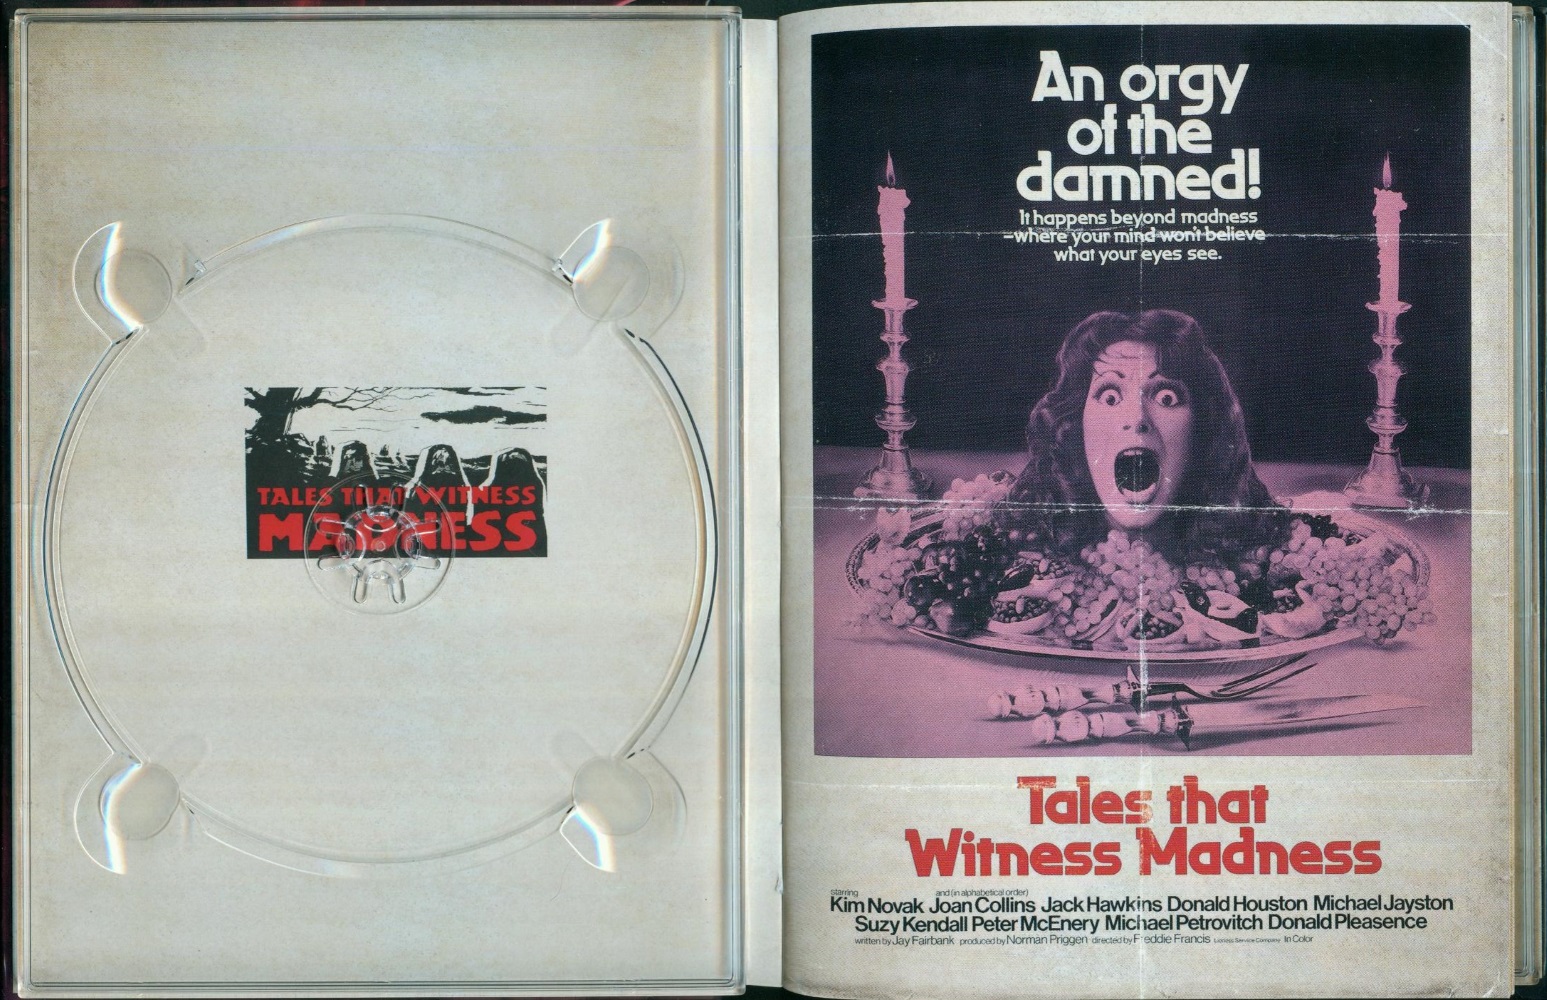 TALES THAT WITNESS
MADNESS
An orgy
of the
damned!
It happens beyond madness
–where your mind won't believe
what your eyes see.
Tales that
Witness Madness
starring and (in alphabetical order)
Kim Novak Joan Collins Jack Hawkins Donald Houston Michael Jayston
Suzy Kendall Peter McEnery Michael Petrovitch Donald Pleasence
written by Jay Fairbank produced by Norman Priggen directed by Freddie Francis Lioness Service Company In Color